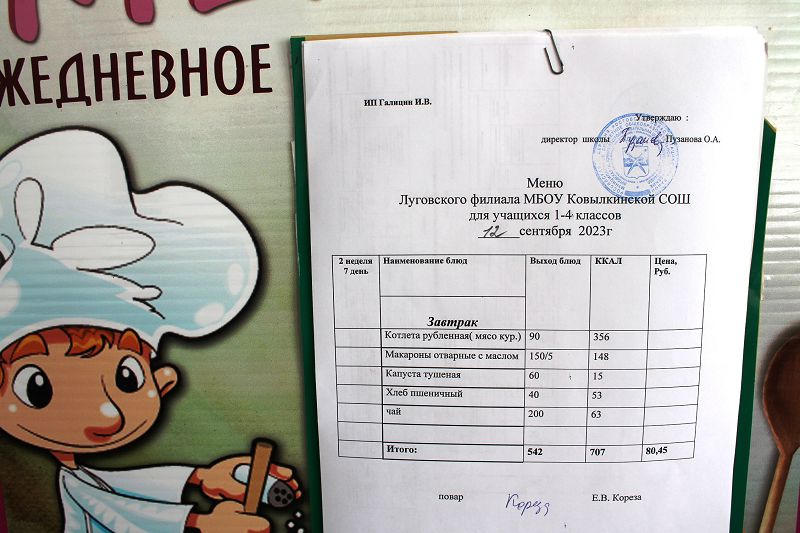 ЖЕДНЕВНОЕ
ИП Галицин И.В.
Утверждаю :
директор школы Пузанова О.А.
Меню
Луговского филиала МБОУ Ковылкинской СОШ
для учащихся 1-4 классов
12 сентября 2023г
2 неделя 7 день Наименование блюд Выход блюд ККАЛ Цена, Руб.
Завтрак
Котлета рубленная( мясо кур.) 90 356
Макароны отварные с маслом 150/5 148
Капуста тушеная 60 15
Хлеб пшеничный 40 53
чай 200 63
Итого: 542 707 80,45
повар Кореза Е.В. Кореза